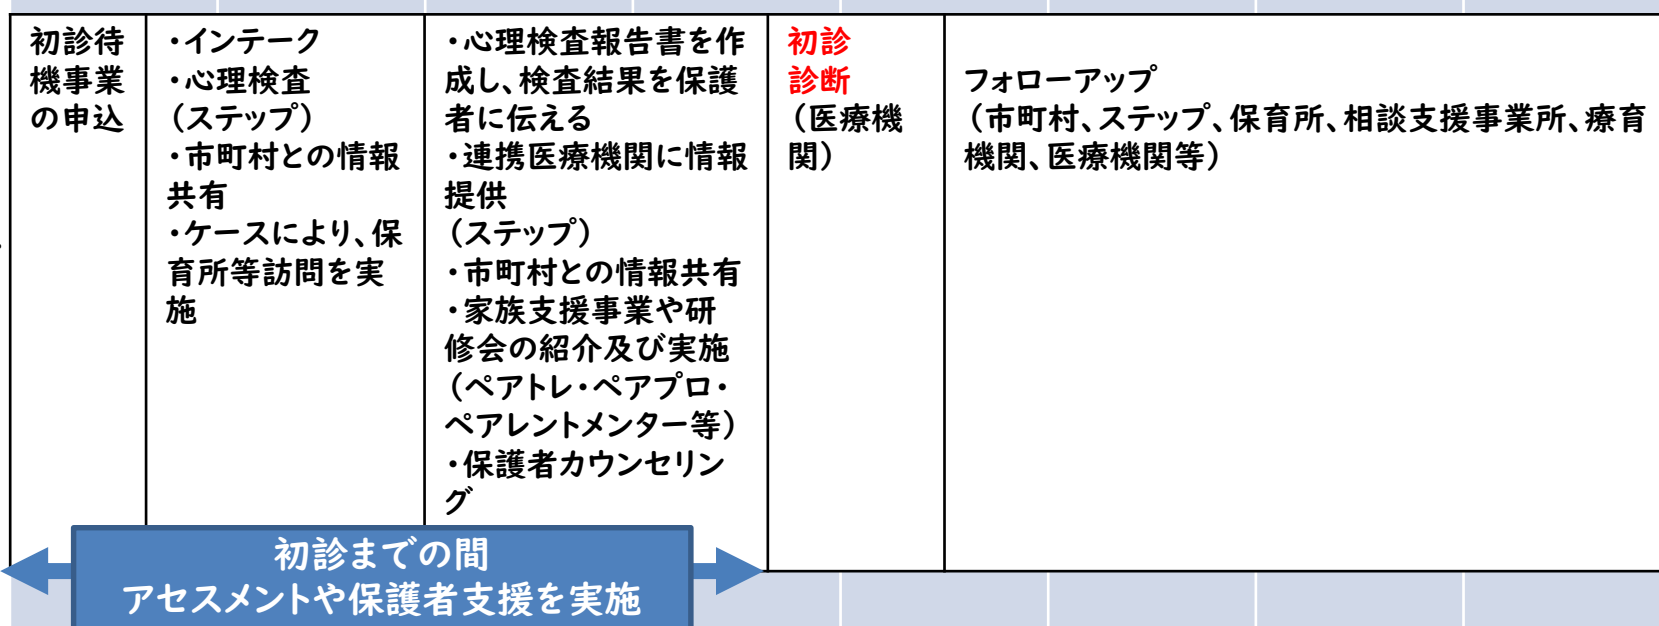 初診待
機事業
の申込
・インテーク
・心理検査
（ステップ）
・市町村との情報
共有
・ケースにより、保
育所等訪問を実
施
・心理検査報告書を作
成し、検査結果を保護
者に伝える
・連携医療機関に情報
提供
（ステップ）
・市町村との情報共有
・家族支援事業や研
修会の紹介及び実施
（ペアトレ・ペアプロ・
ペアレントメンター等）
・保護者カウンセリン
グ
初診
診断
（医療機
関）
フォローアップ
（市町村、ステップ、保育所、相談支援事業所、療育
機関、医療機関等）
初診までの間
アセスメントや保護者支援を実施